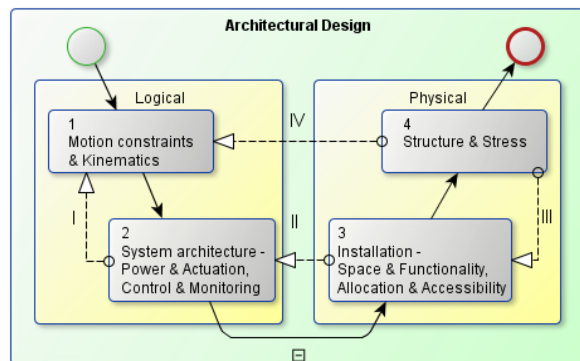 Architectural Design
Logical
Physical
1
Motion constraints
& Kinematics
IV
4
Structure & Stress
I
II
III
2
System architecture -
Power & Actuation,
Control & Monitoring
3
Installation -
Space & Functionality,
Allocation & Accessibility